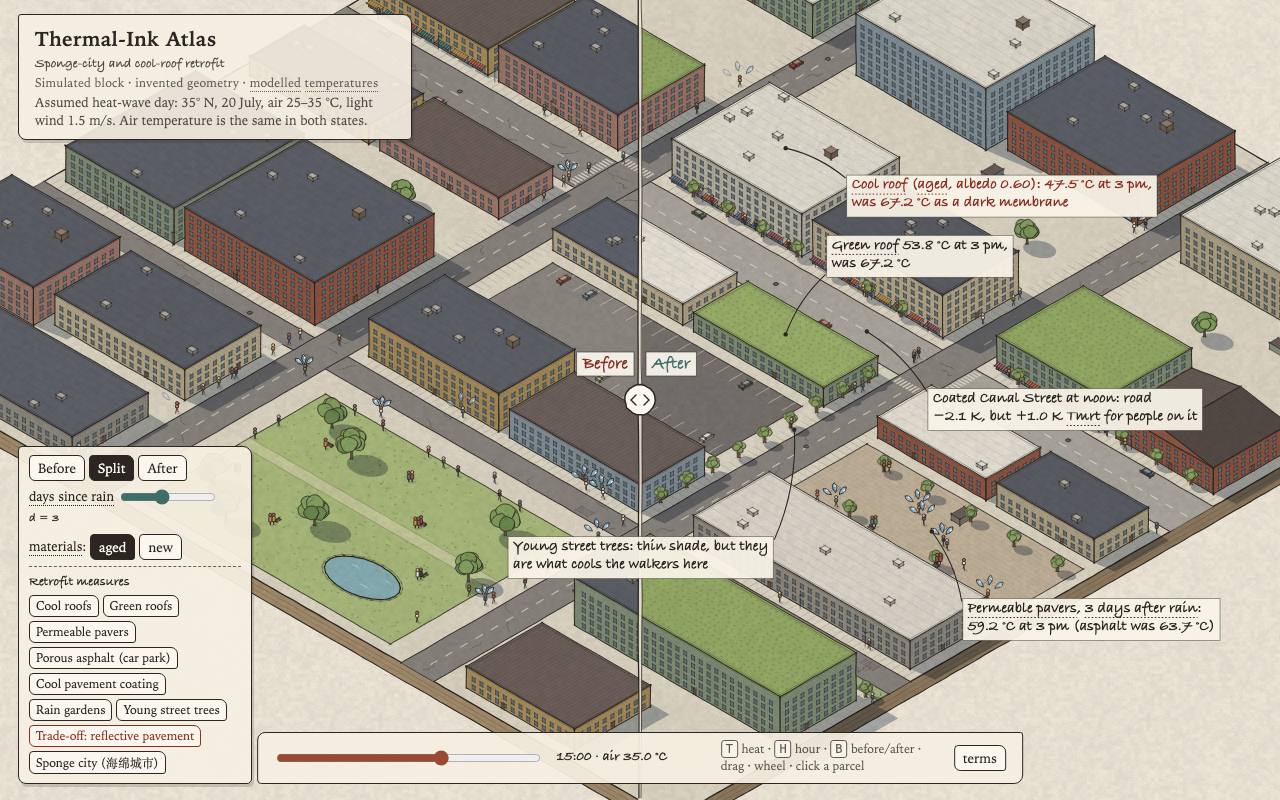 Thermal-Ink Atlas
Sponge-city and cool-roof retrofit
Simulated block · invented geometry · modelled temperatures
Assumed heat-wave day: 35° N, 20 July, air 25–35 °C, light
wind 1.5 m/s. Air temperature is the same in both states.
Cool roof (aged, albedo 0.60): 47.5 °C at 3 pm,
was 67.2 °C as a dark membrane
Green roof 53.8 °C at 3 pm,
was 67.2 °C
Before
After
Coated Canal Street at noon: road
−2.1 K, but +1.0 K Tmrt for people on it
Young street trees: thin shade, but they
are what cools the walkers here
Permeable pavers, 3 days after rain:
59.2 °C at 3 pm (asphalt was 63.7 °C)
Before Split After
days since rain
d = 3
materials: aged new
Retrofit measures
Cool roofs Green roofs
Permeable pavers
Porous asphalt (car park)
Cool pavement coating
Rain gardens Young street trees
Trade-off: reflective pavement
Sponge city (海绵城市)
15:00 · air 35.0 °C
T heat · H hour · B before/after ·
drag · wheel · click a parcel
terms